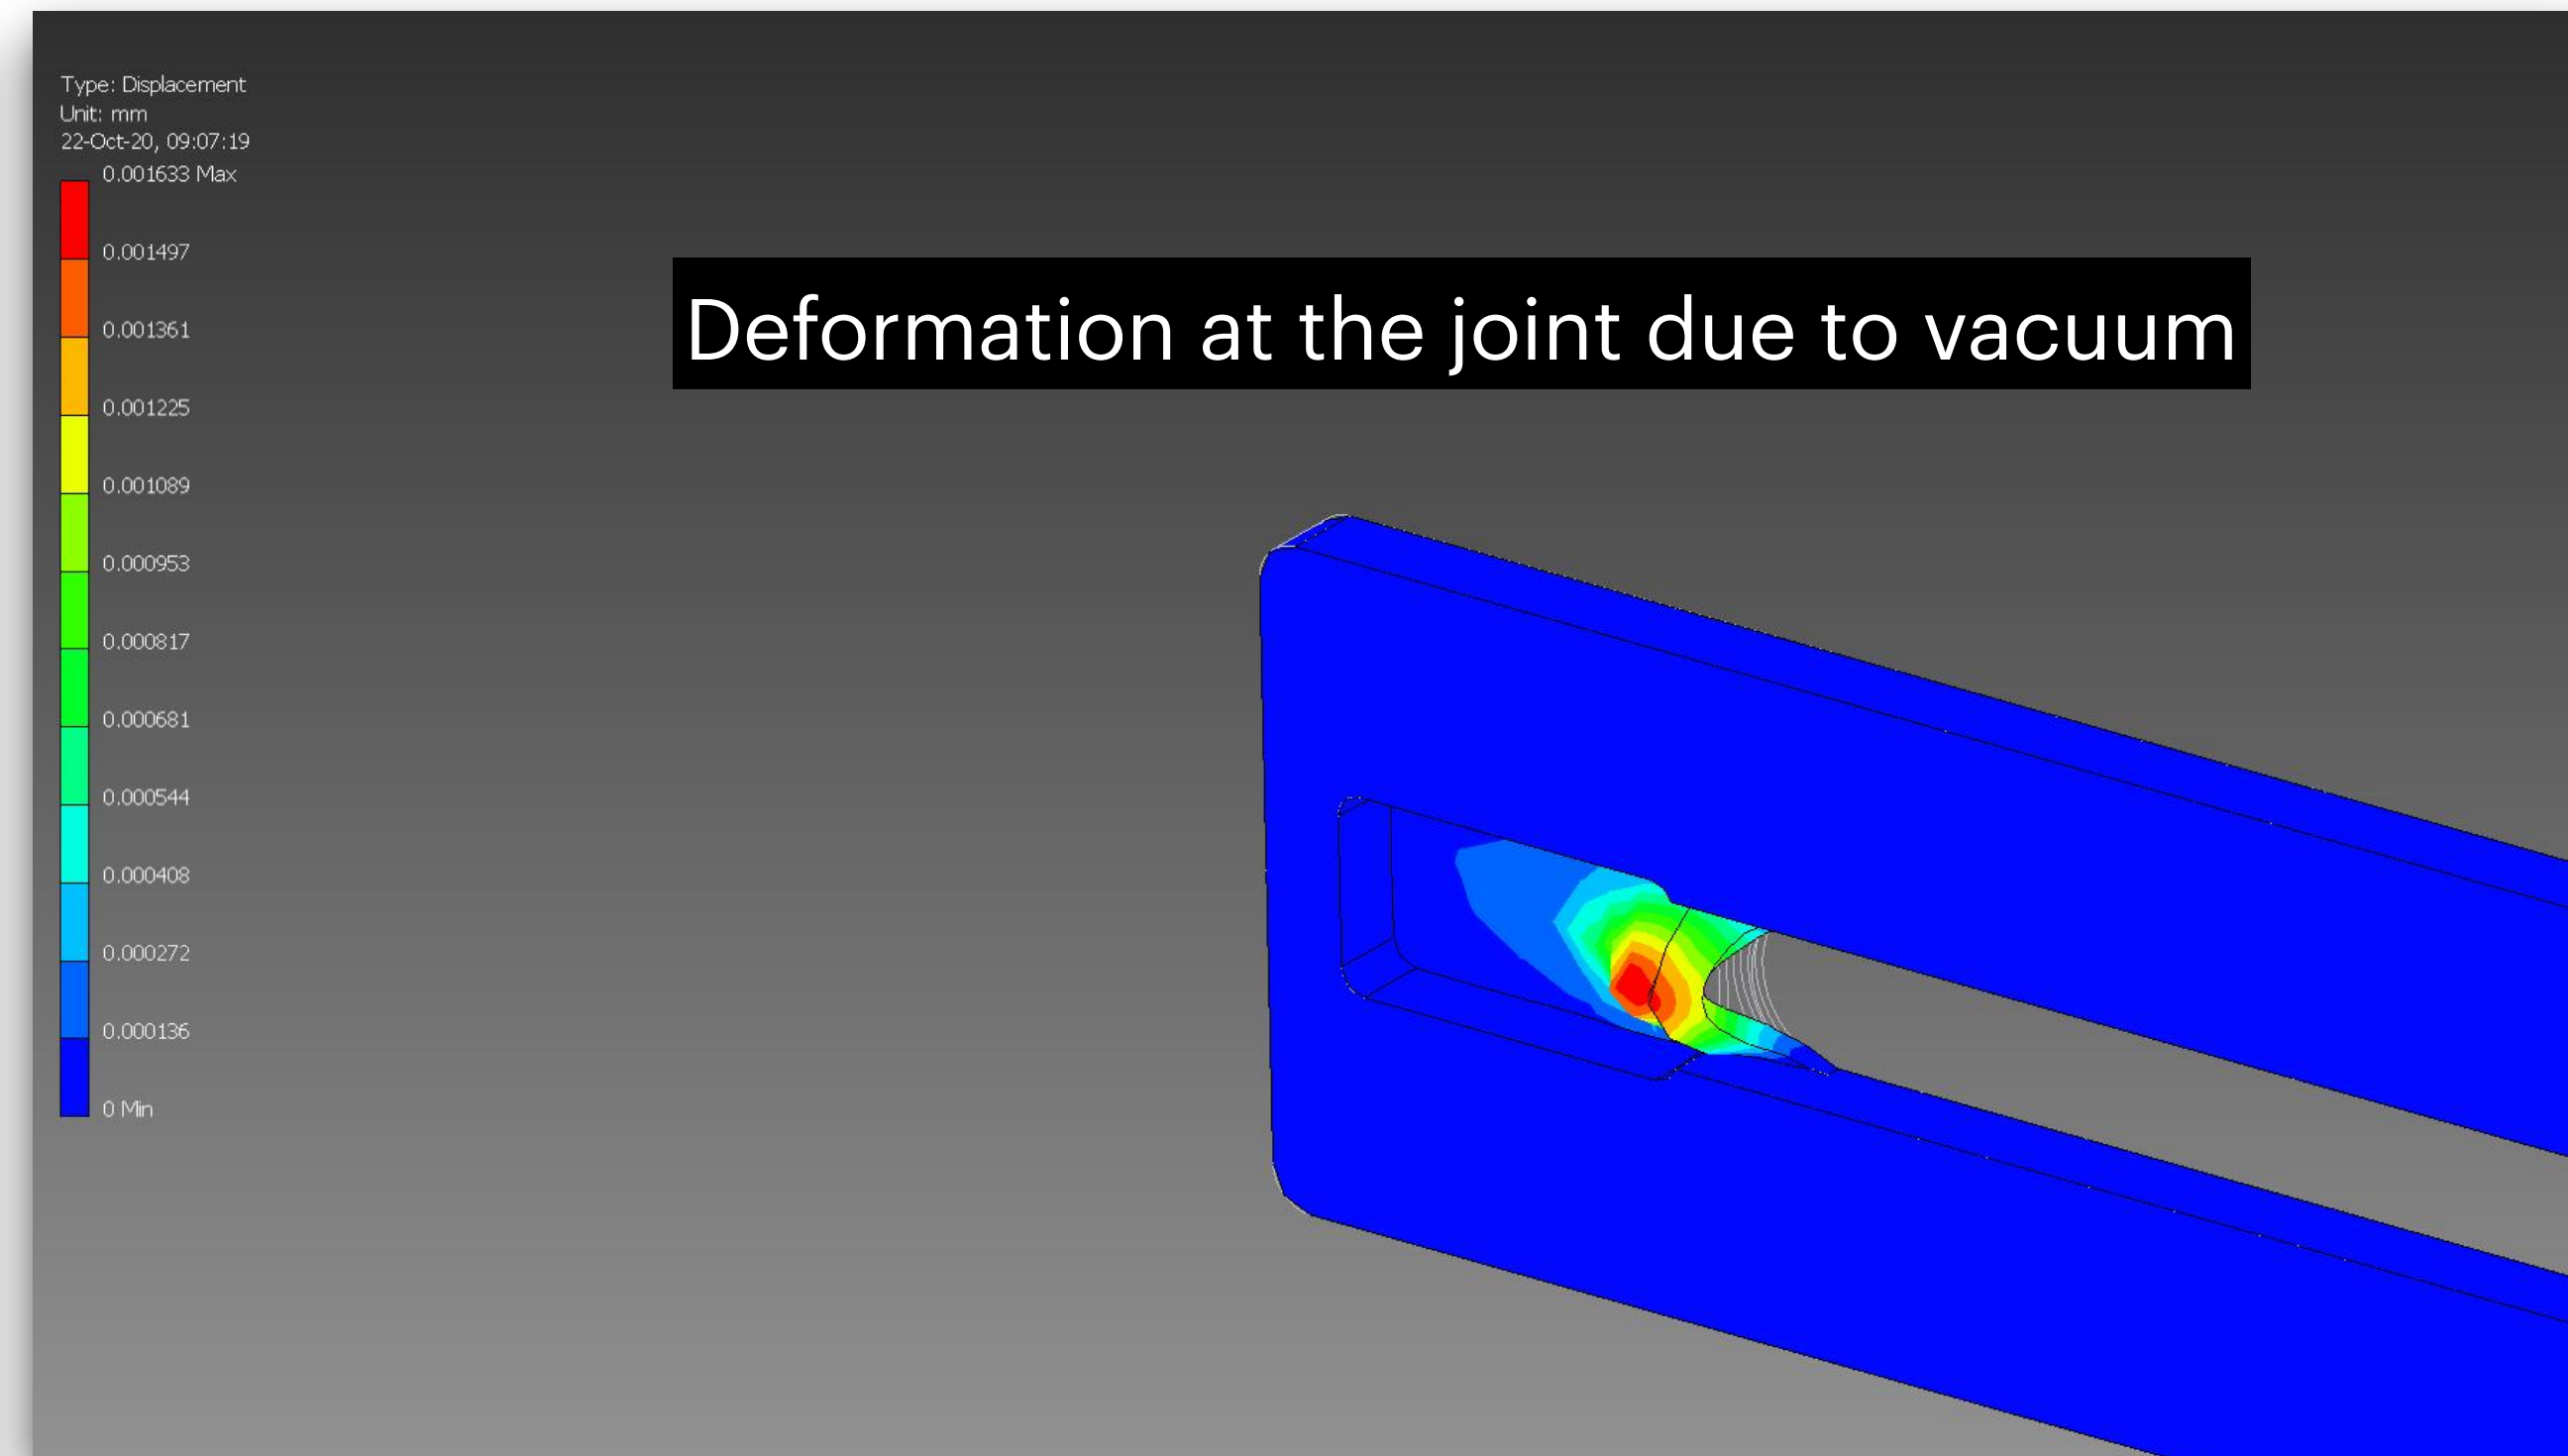 Type: Displacement
Unit: mm
22-Oct-20, 09:07:19
0.001633 Max
0.001497
0.001361
0.001225
0.001089
0.000953
0.000817
0.000681
0.000544
0.000408
0.000272
0.000136
0 Min
Deformation at the joint due to vacuum